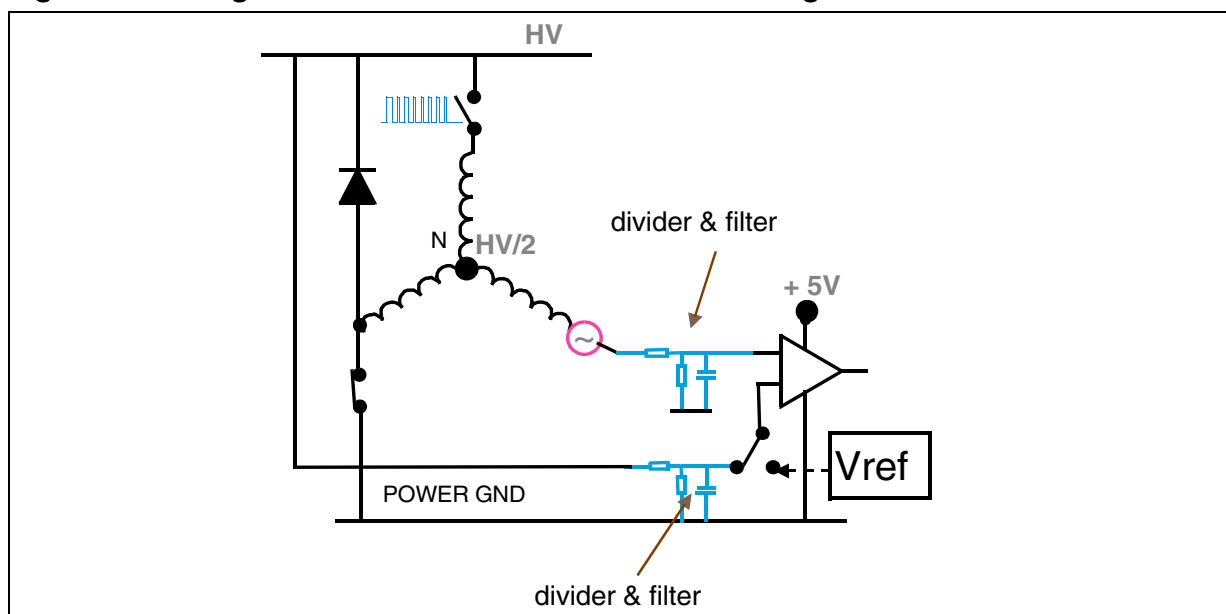 HV
divider & filter
N
HV/2
+ 5V
~
Vref
POWER GND
divider & filter